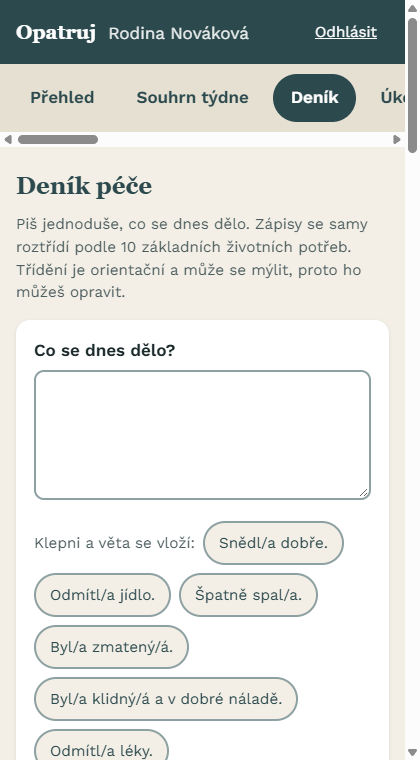 Opatruj Rodina Nováková Odhlásit
Přehled Souhrn týdne Deník
Deník péče
Piš jednoduše, co se dnes dělo. Zápisy se samy
roztřídí podle 10 základních životních potřeb.
Třídění je orientační a může se mýlit, proto ho
můžeš opravit.
Co se dnes dělo?
Klepni a věta se vloží: Snědl/a dobře.
Odmítl/a jídlo. Špatně spal/a.
Byl/a zmatený/á.
Byl/a klidný/á a v dobré náladě.
Odmítl/a léky.